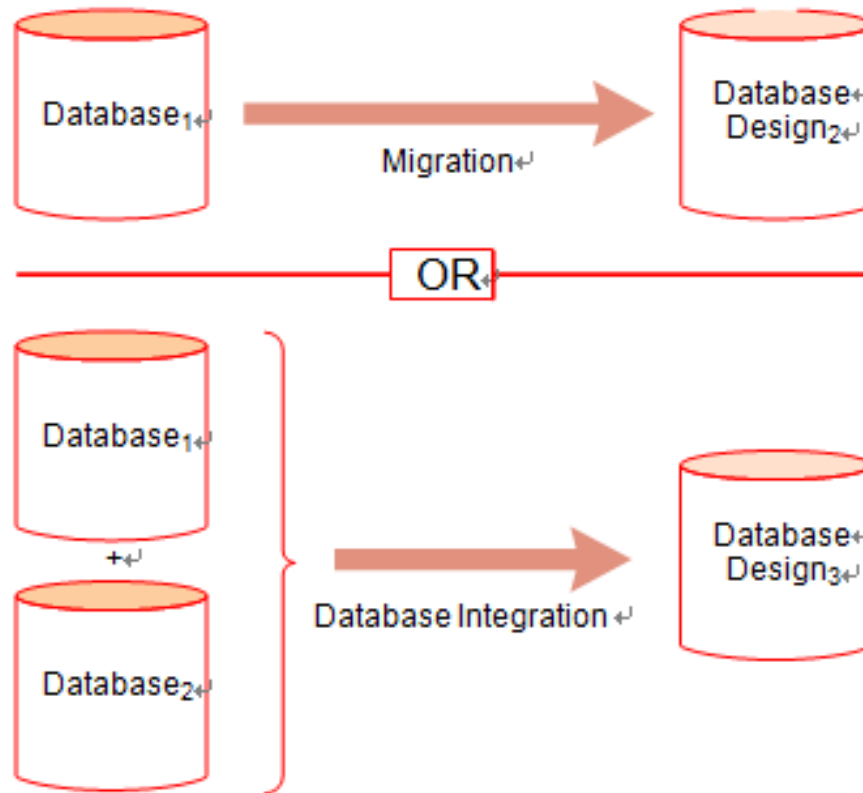 Database₁↵
Database↵
Design₂↵
Migration↵
OR↵
Database₁↵
+↵
Database₂↵
Database Integration ↵
Database↵
Design₃↵